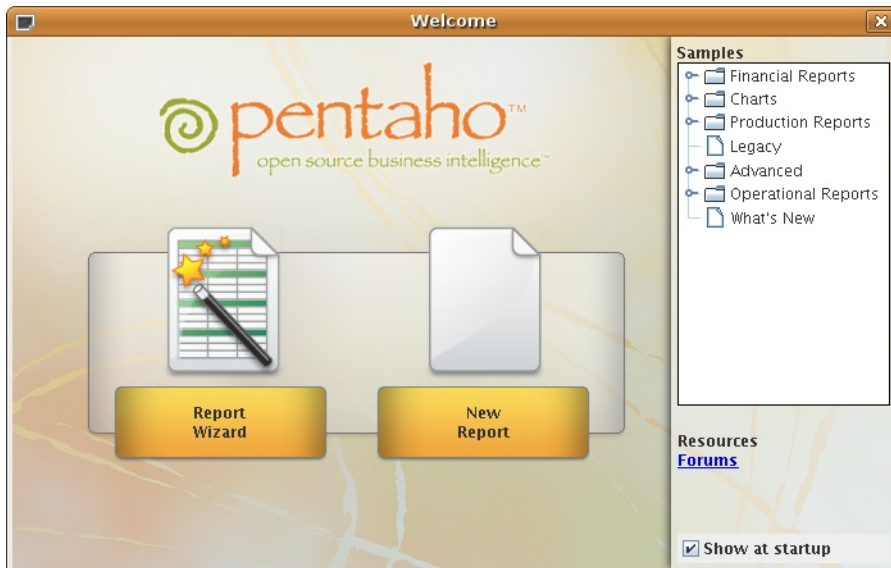 Welcome
pentaho™
open source business intelligence™
Report
Wizard
New
Report
Samples
Financial Reports
Charts
Production Reports
Legacy
Advanced
Operational Reports
What's New
Resources
Forums
Show at startup